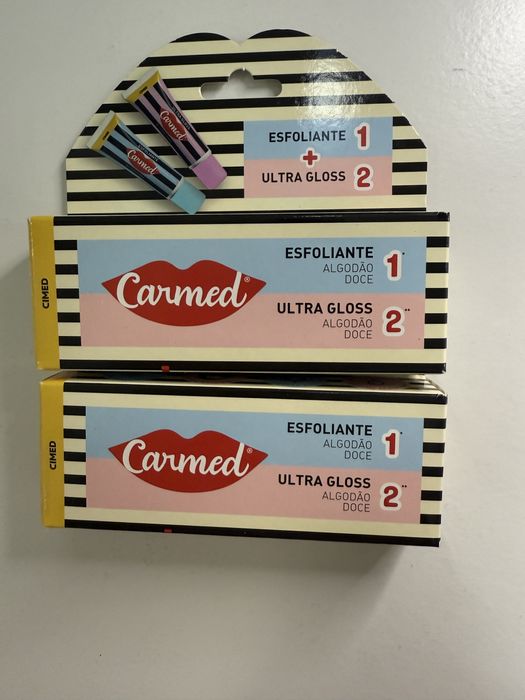 Carmed
Carmed
ESFOLIANTE 1
+
ULTRA GLOSS 2
CIMED
Carmed®
ESFOLIANTE
ALGODÃO
DOCE
1*
ULTRA GLOSS
ALGODÃO
DOCE
2**
CIMED
Carmed®
ESFOLIANTE
ALGODÃO
DOCE
1*
ULTRA GLOSS
ALGODÃO
DOCE
2**